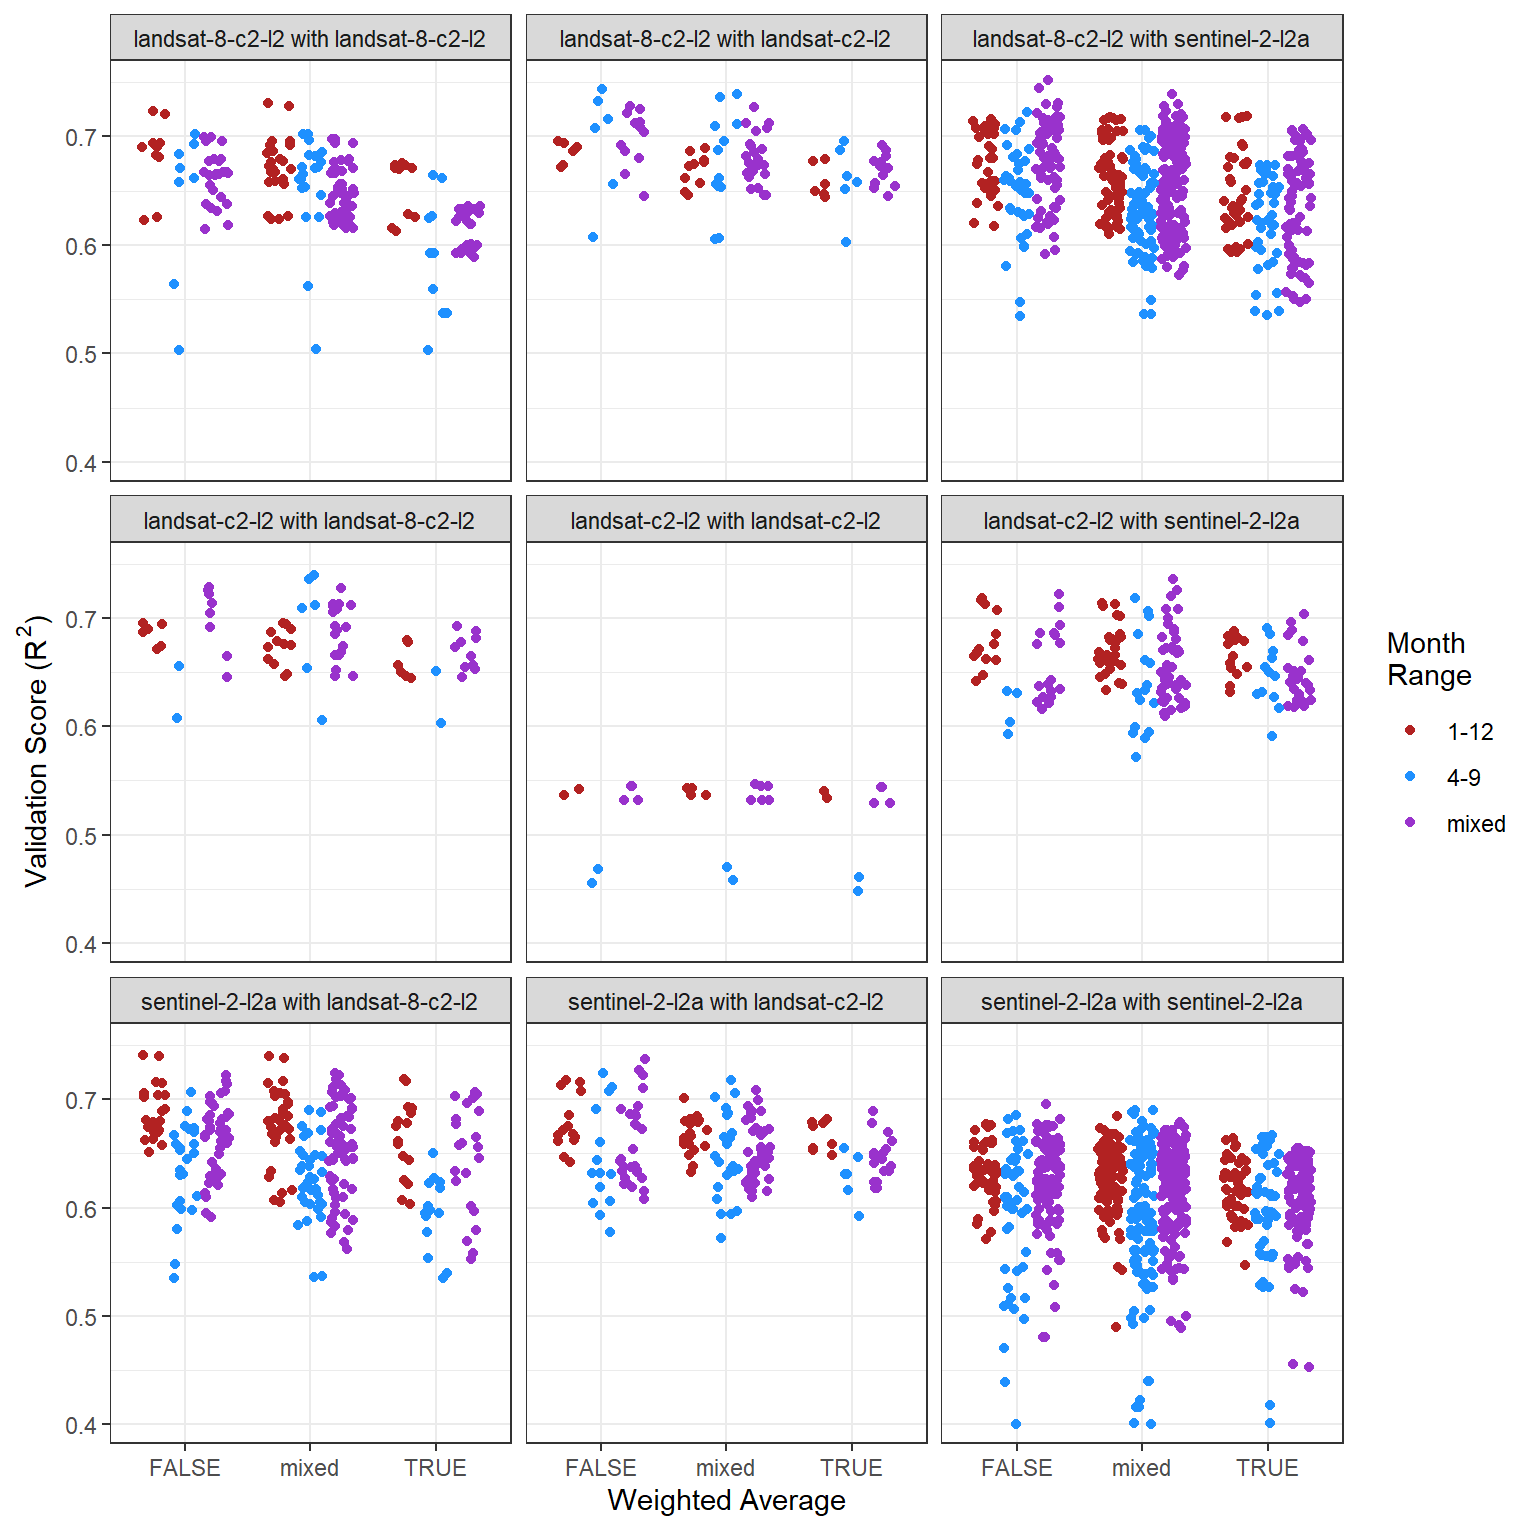 landsat-8-c2-l2 with landsat-8-c2-l2
landsat-8-c2-l2 with landsat-c2-l2
landsat-8-c2-l2 with sentinel-2-l2a
0.7
0.6
0.5
0.4
landsat-c2-l2 with landsat-8-c2-l2
landsat-c2-l2 with landsat-c2-l2
landsat-c2-l2 with sentinel-2-l2a
0.7
0.6
0.5
0.4
sentinel-2-l2a with landsat-8-c2-l2
sentinel-2-l2a with landsat-c2-l2
sentinel-2-l2a with sentinel-2-l2a
0.7
0.6
0.5
0.4
FALSE mixed TRUE
FALSE mixed TRUE
FALSE mixed TRUE
Weighted Average
Validation Score (R²)
Month
Range
1-12
4-9
mixed